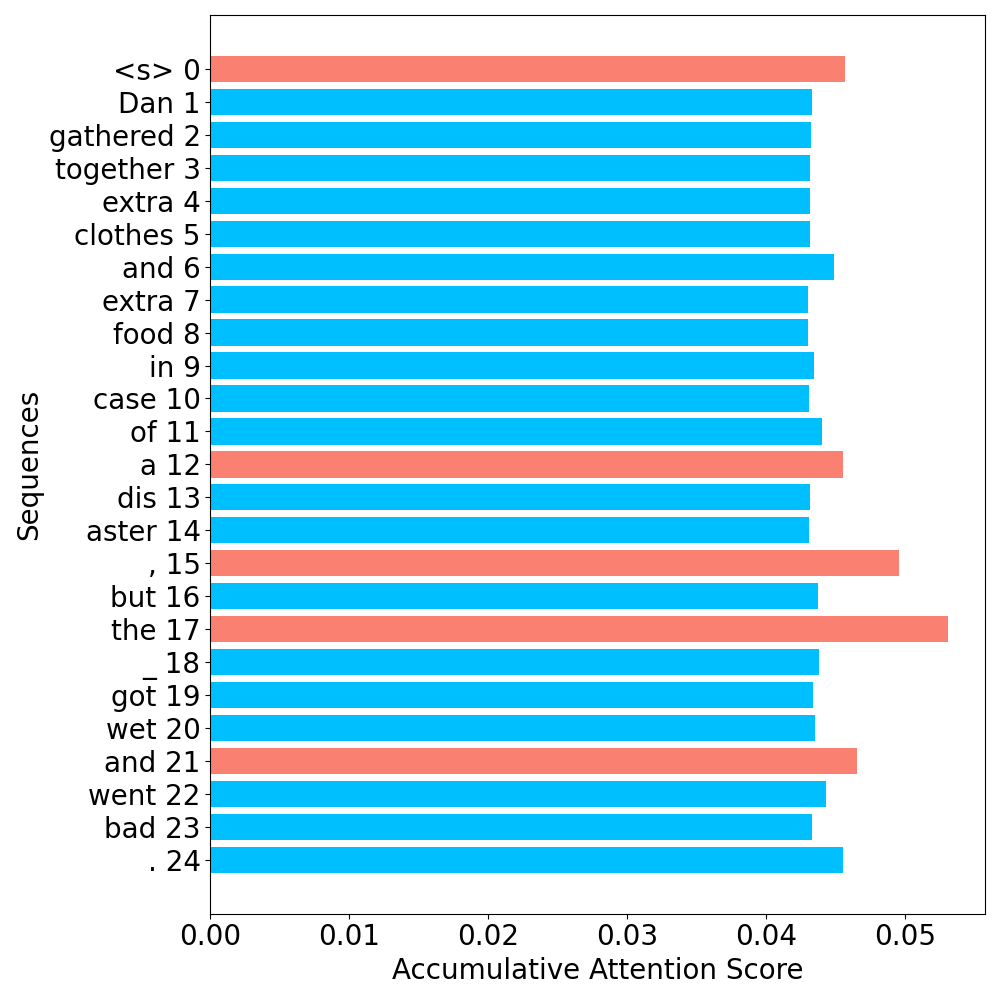 Sequences
<s> 0
Dan 1
gathered 2
together 3
extra 4
clothes 5
and 6
extra 7
food 8
in 9
case 10
of 11
a 12
dis 13
aster 14
, 15
but 16
the 17
_ 18
got 19
wet 20
and 21
went 22
bad 23
. 24
0.00 0.01 0.02 0.03 0.04 0.05
Accumulative Attention Score